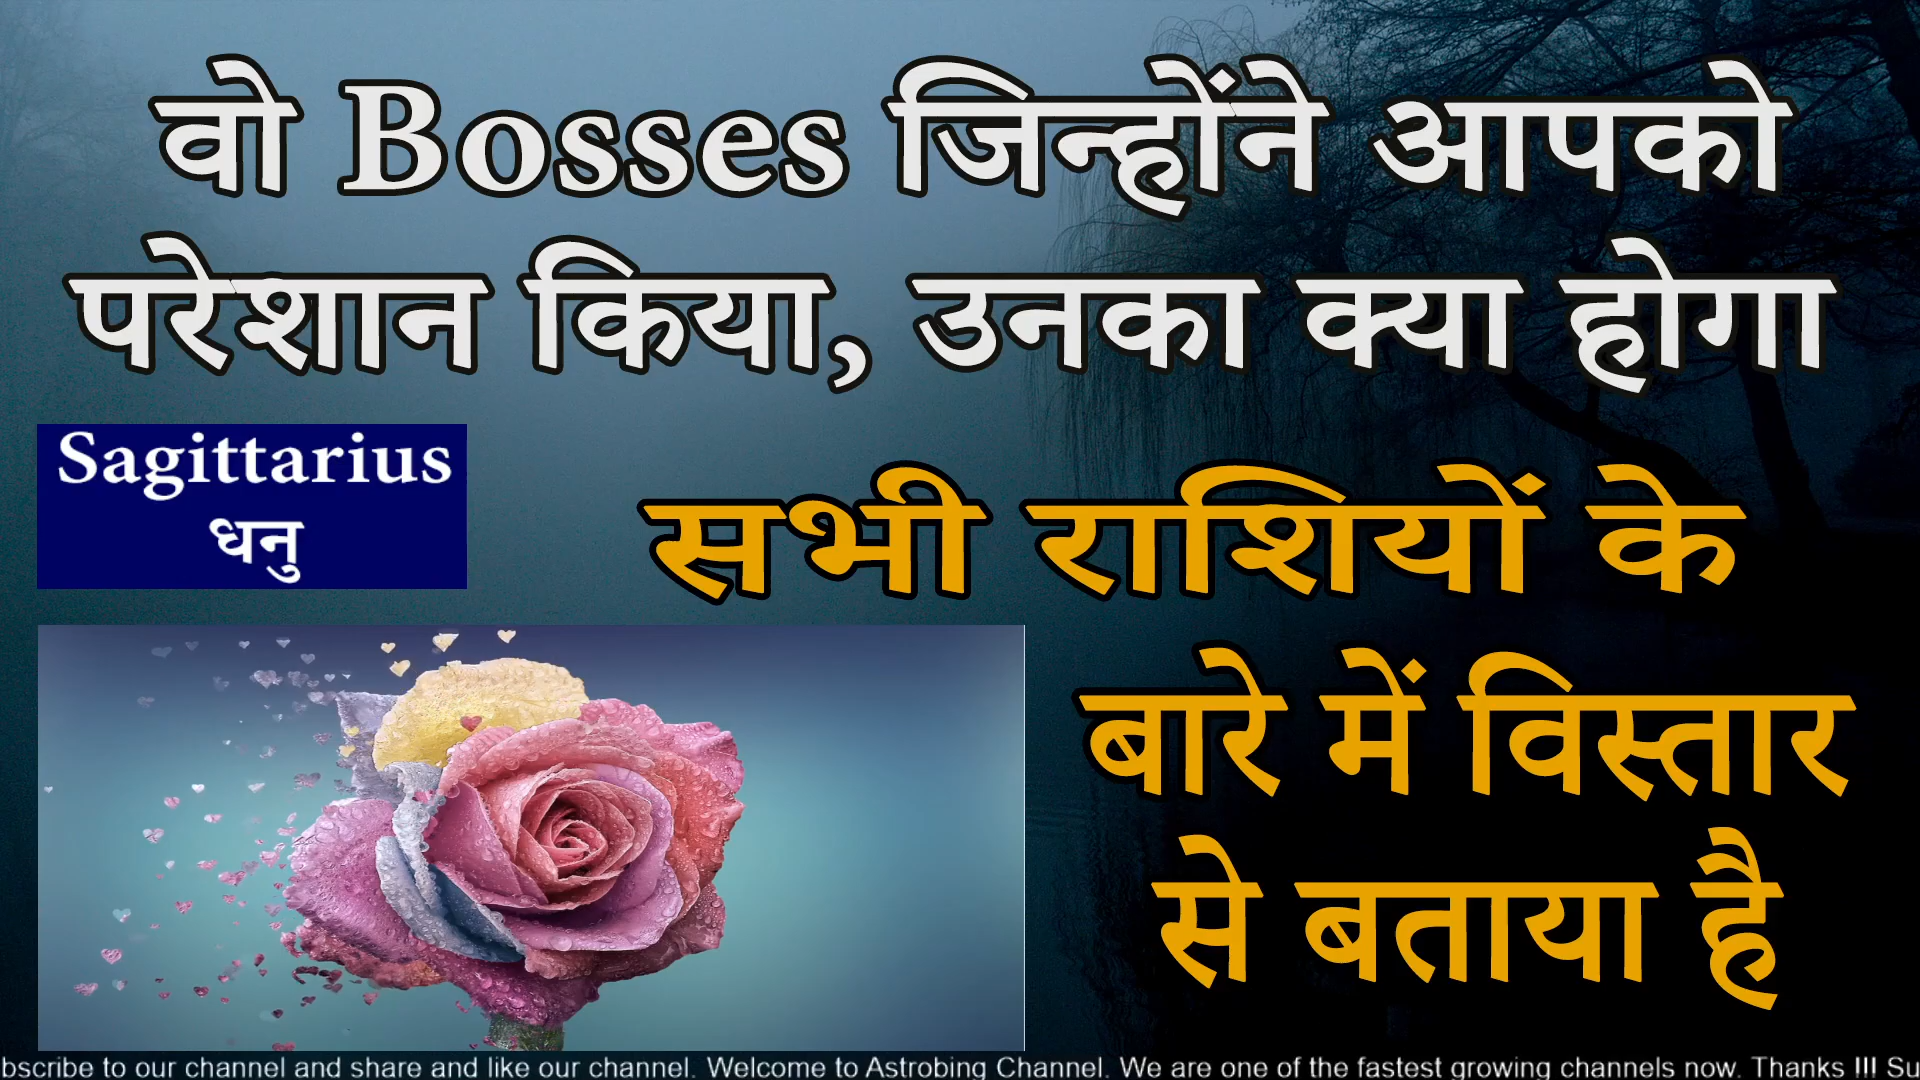 वो Bosses जिन्होंने आपको
परेशान किया, उनका क्या होगा
Sagittarius
धनु
सभी राशियों के
बारे में विस्तार
से बताया है
bscribe to our channel and share and like our channel. Welcome to Astrobing Channel. We are one of the fastest growing channels now. Thanks !!! Su